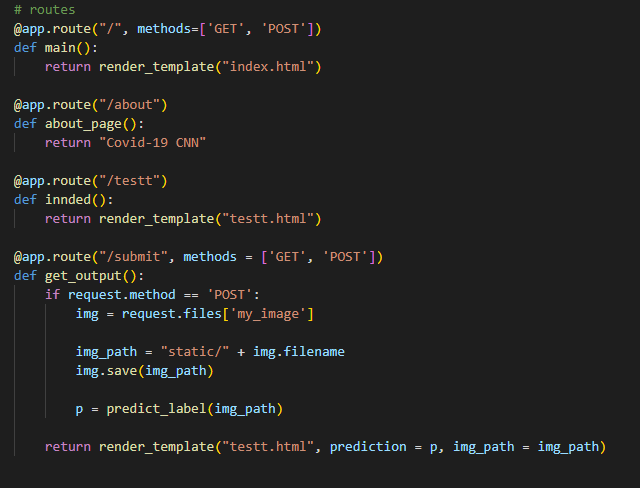 # routes
@app.route("/", methods=['GET', 'POST'])
def main():
    return render_template("index.html")

@app.route("/about")
def about_page():
    return "Covid-19 CNN"

@app.route("/testt")
def innded():
    return render_template("testt.html")

@app.route("/submit", methods = ['GET', 'POST'])
def get_output():
    if request.method == 'POST':
        img = request.files['my_image']

        img_path = "static/" + img.filename
        img.save(img_path)

        p = predict_label(img_path)

    return render_template("testt.html", prediction = p, img_path = img_path)